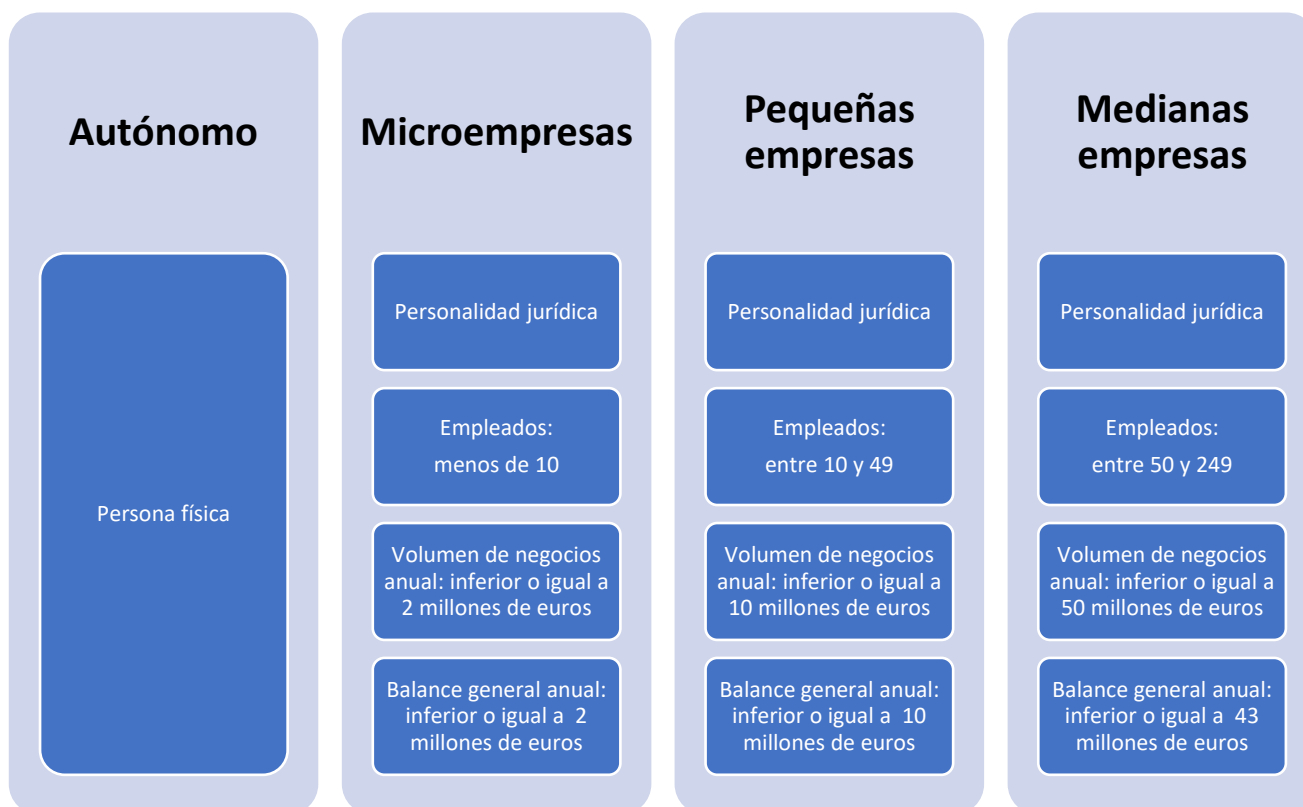 Autónomo
Persona física
Microempresas
Personalidad jurídica
Empleados:
menos de 10
Volumen de negocios
anual: inferior o igual a
2 millones de euros
Balance general anual:
inferior o igual a  2
millones de euros
Pequeñas
empresas
Personalidad jurídica
Empleados:
entre 10 y 49
Volumen de negocios
anual: inferior o igual a
10 millones de euros
Balance general anual:
inferior o igual a  10
millones de euros
Medianas
empresas
Personalidad jurídica
Empleados:
entre 50 y 249
Volumen de negocios
anual: inferior o igual a
50 millones de euros
Balance general anual:
inferior o igual a  43
millones de euros